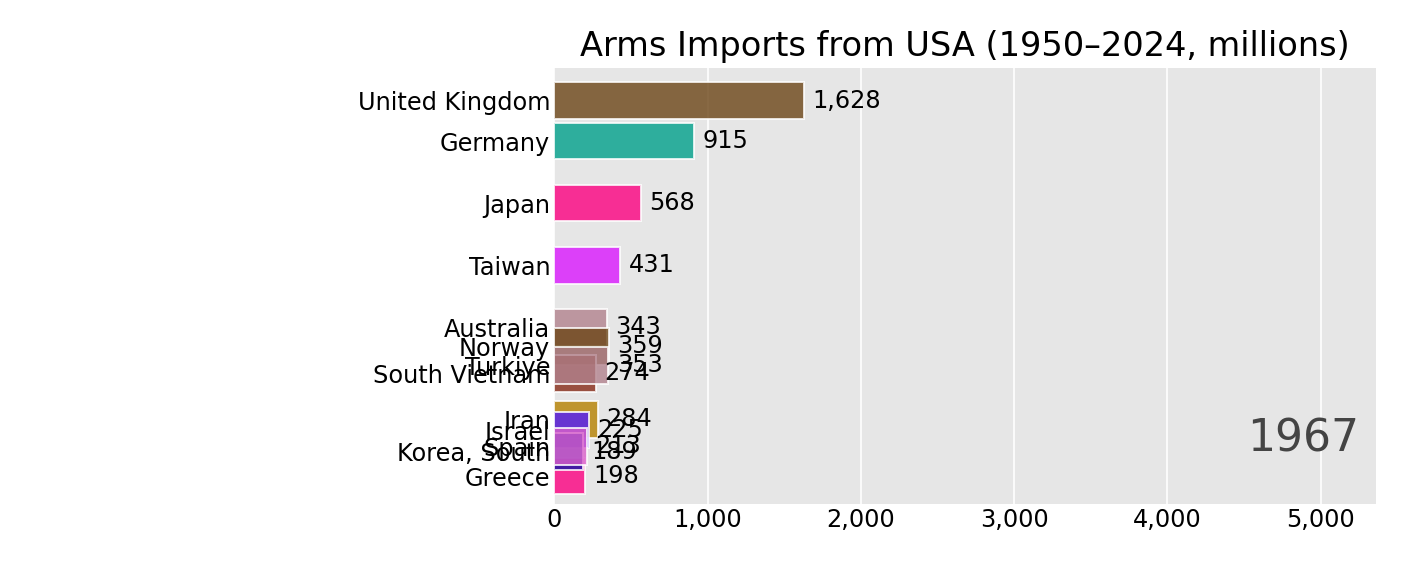 Arms Imports from USA (1950–2024, millions)
United Kingdom 1,628
Germany 915
Japan 568
Taiwan 431
Australia 343
Norway 359
Turkiye 353
South Vietnam 274
Iran 284
Israel 225
Spain 213
Korea, South 189
Greece 198
1967
0 1,000 2,000 3,000 4,000 5,000